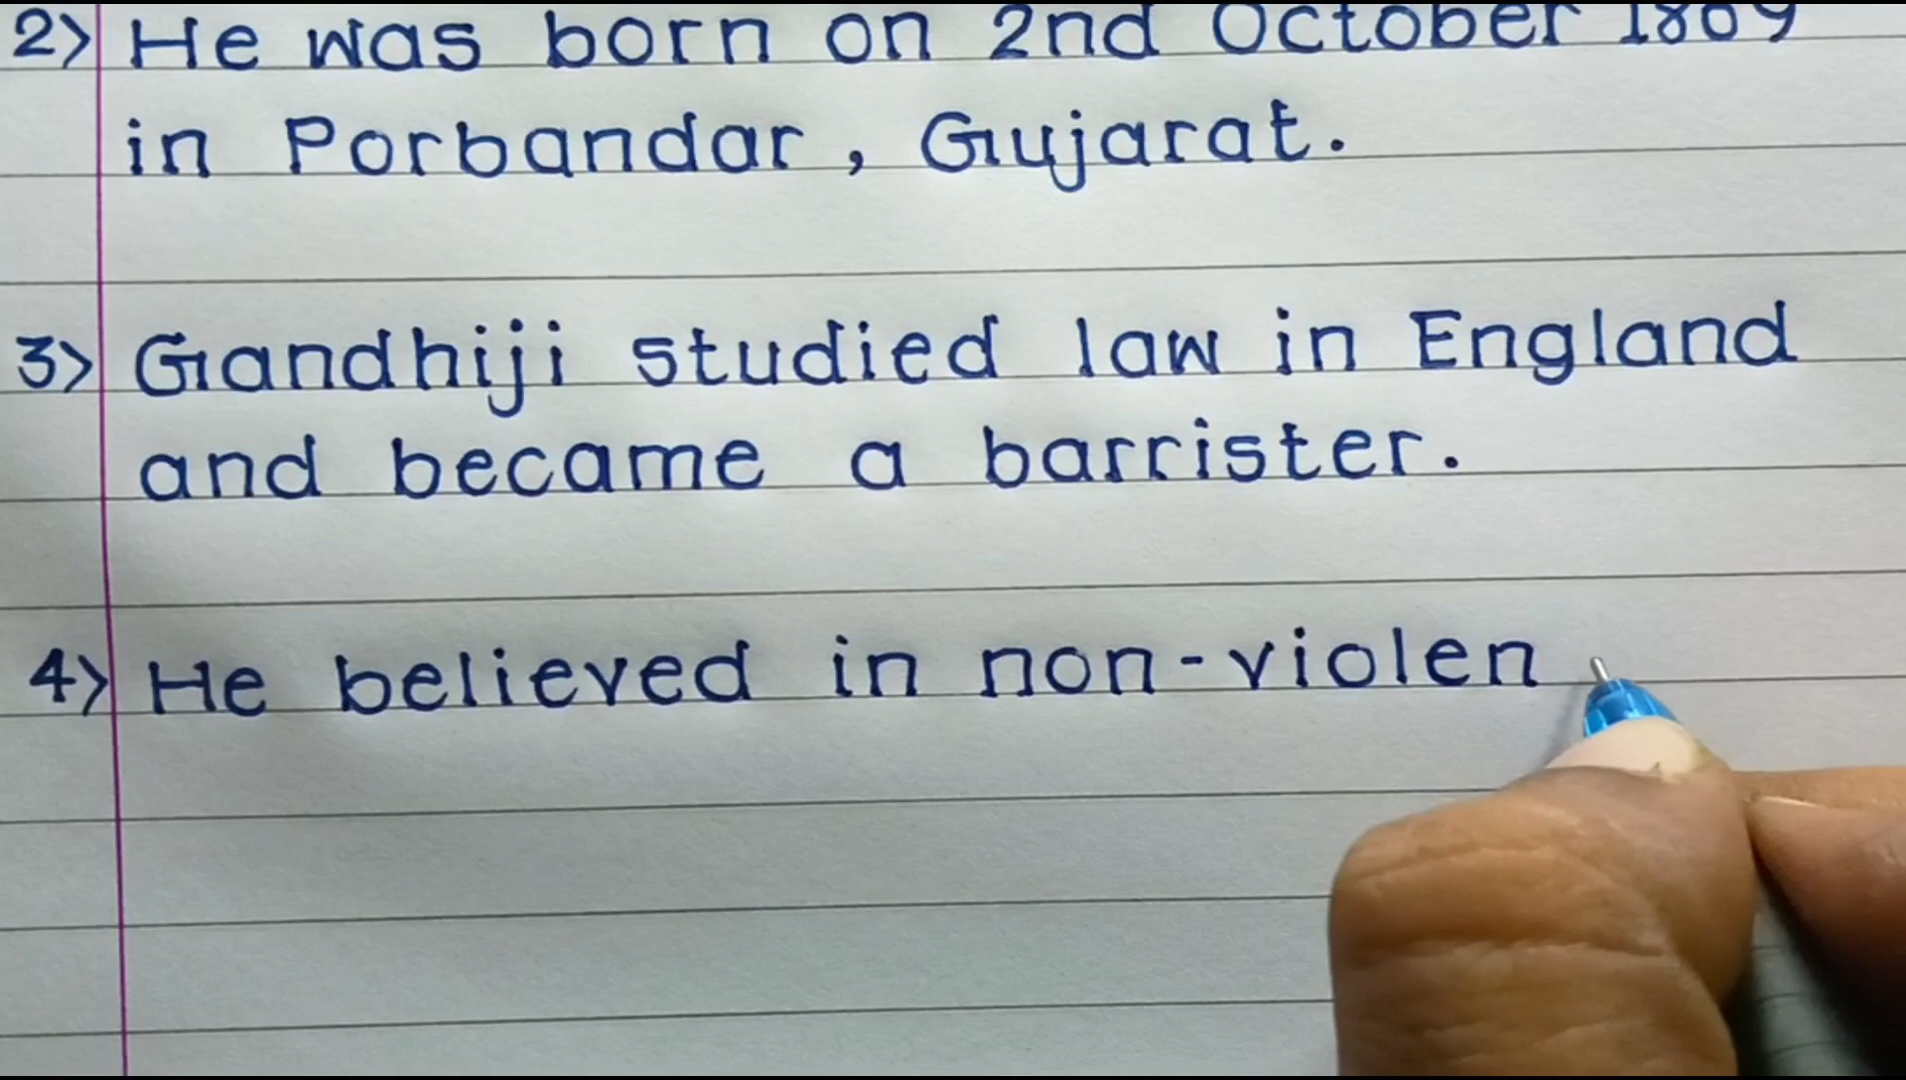 2) He was born on 2nd October 1869
in Porbandar, Gujarat.
3) Gandhiji studied law in England
and became a barrister.
4) He believed in non-violen